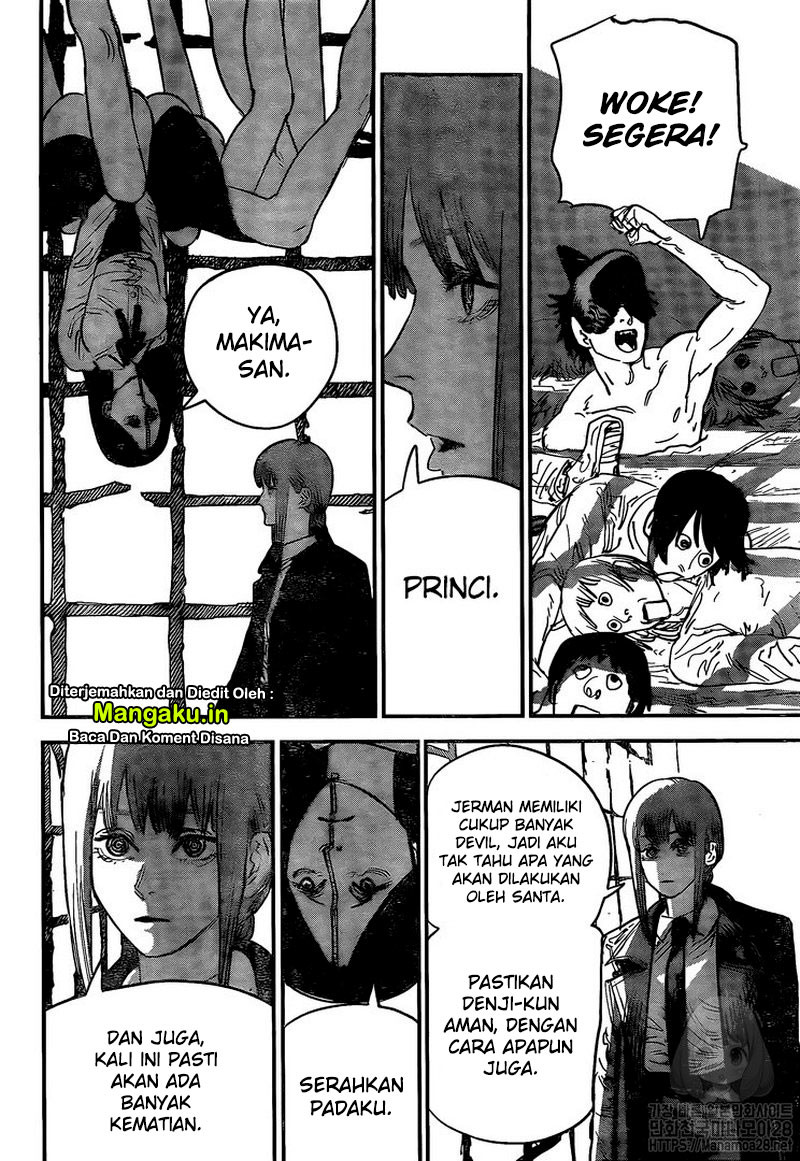 WOKE!
SEGERA!
PRINCI.
YA,
MAKIMA-
SAN.
Diterjemahkan dan Diedit Oleh :
Mangaku.in
Baca Dan Koment Disana
JERMAN MEMILIKI
CUKUP BANYAK
DEVIL, JADI AKU
TAK TAHU APA YANG
AKAN DILAKUKAN
OLEH SANTA.
PASTIKAN
DENJI-KUN
AMAN, DENGAN
CARA APAPUN
JUGA.
SERAHKAN
PADAKU.
DAN JUGA,
KALI INI PASTI
AKAN ADA
BANYAK
KEMATIAN.